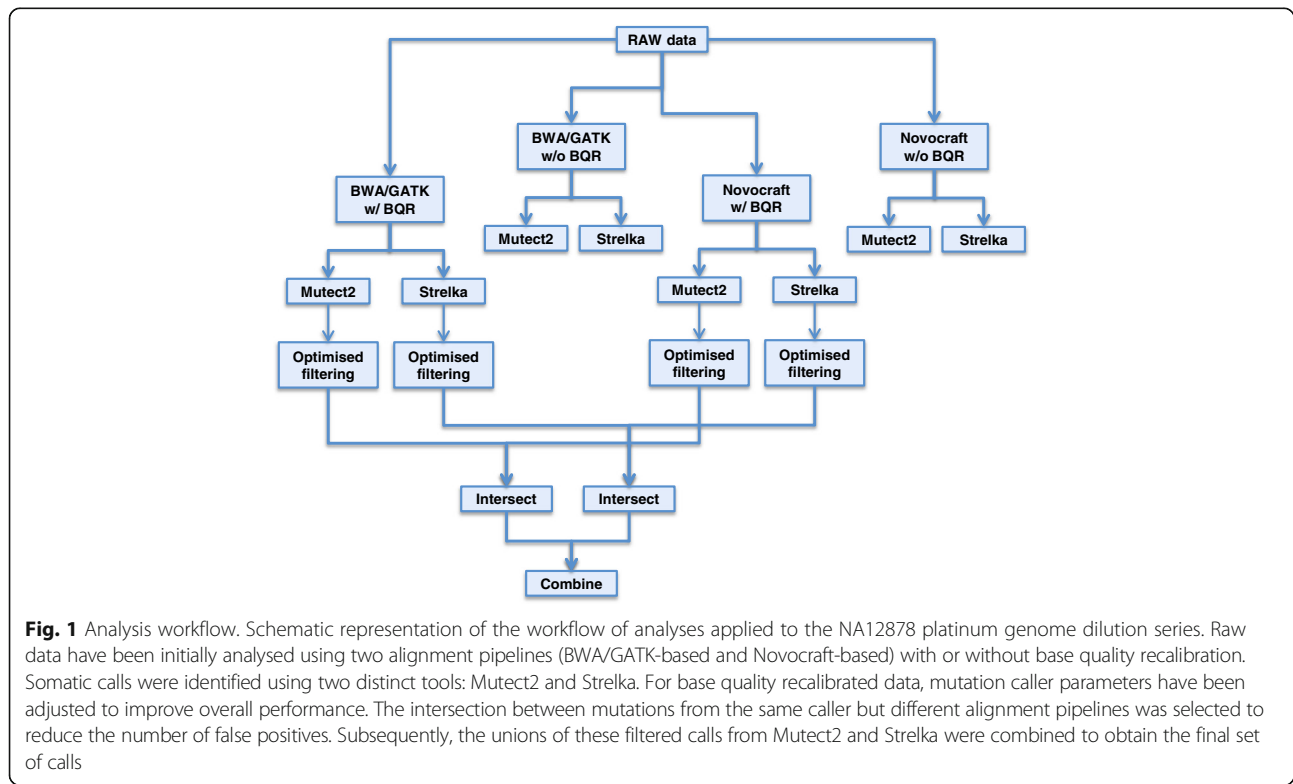 RAW data
BWA/GATK
w/o BQR
Novocraft
w/o BQR
BWA/GATK
w/ BQR
Novocraft
w/ BQR
Mutect2
Strelka
Mutect2
Strelka
Mutect2
Strelka
Mutect2
Strelka
Optimised
filtering
Optimised
filtering
Optimised
filtering
Optimised
filtering
Intersect
Intersect
Combine
Fig. 1 Analysis workflow. Schematic representation of the workflow of analyses applied to the NA12878 platinum genome dilution series. Raw
data have been initially analysed using two alignment pipelines (BWA/GATK-based and Novocraft-based) with or without base quality recalibration.
Somatic calls were identified using two distinct tools: Mutect2 and Strelka. For base quality recalibrated data, mutation caller parameters have been
adjusted to improve overall performance. The intersection between mutations from the same caller but different alignment pipelines was selected to
reduce the number of false positives. Subsequently, the unions of these filtered calls from Mutect2 and Strelka were combined to obtain the final set
of calls